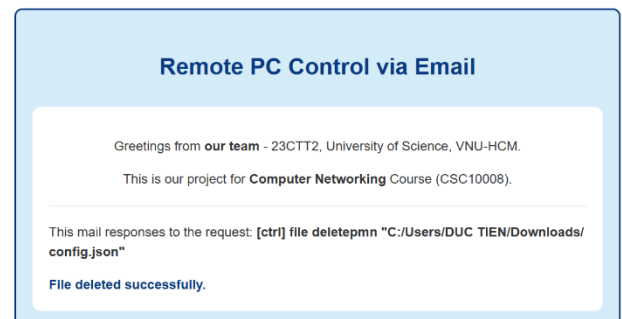 Remote PC Control via Email
Greetings from our team - 23CTT2, University of Science, VNU-HCM.
This is our project for Computer Networking Course (CSC10008).
This mail responses to the request: [ctrl] file deletepmn "C:/Users/DUC TIEN/Downloads/
config.json"
File deleted successfully.